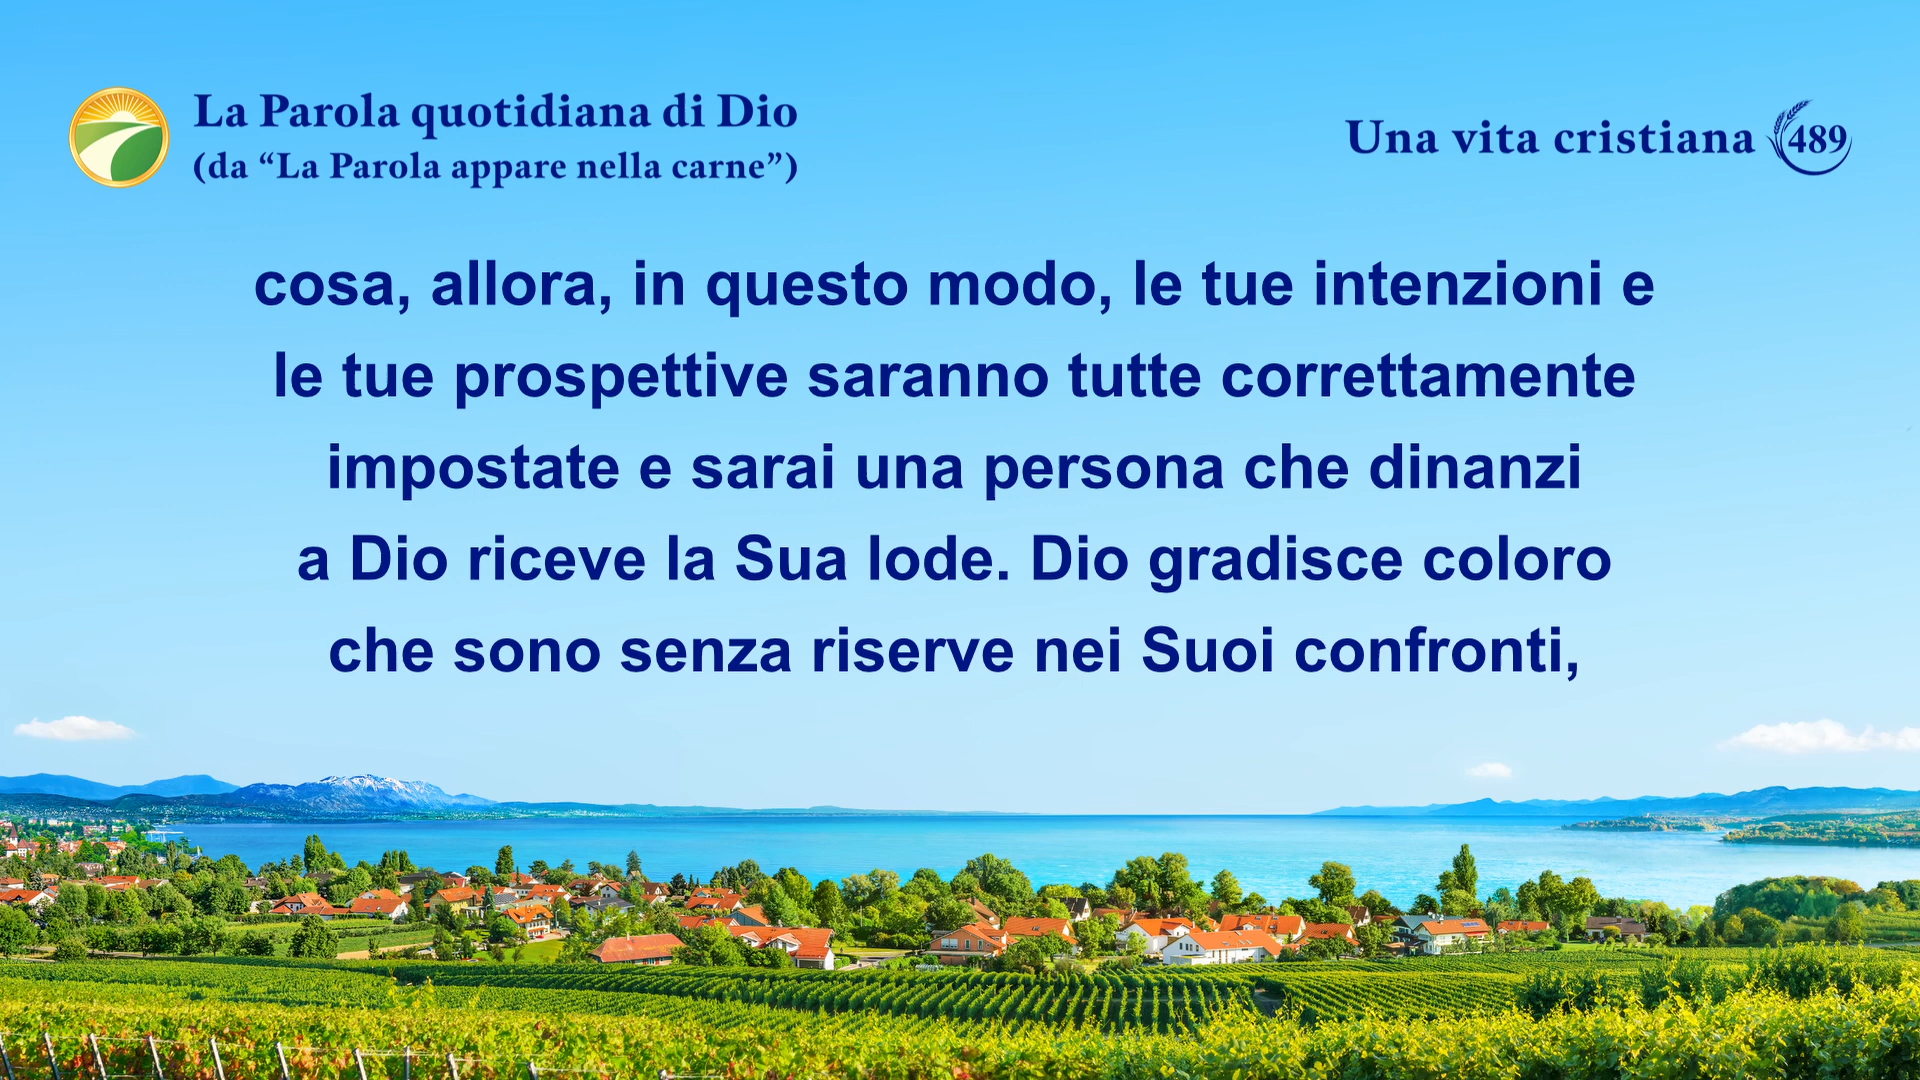 La Parola quotidiana di Dio
(da “La Parola appare nella carne”)
Una vita cristiana 489
cosa, allora, in questo modo, le tue intenzioni e
le tue prospettive saranno tutte correttamente
impostate e sarai una persona che dinanzi
a Dio riceve la Sua lode. Dio gradisce coloro
che sono senza riserve nei Suoi confronti,